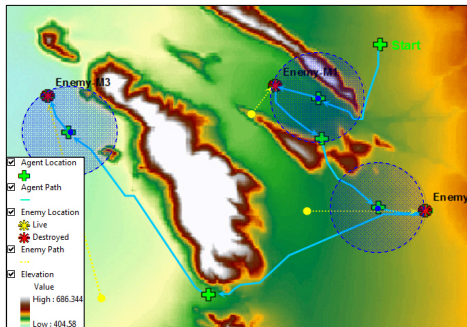 Start
Enemy-M1
Enemy-M3
Enemy
Agent Location
Agent Path
Enemy Location
Live
Destroyed
Enemy Path
Elevation
Value
High : 686.344
Low : 404.58